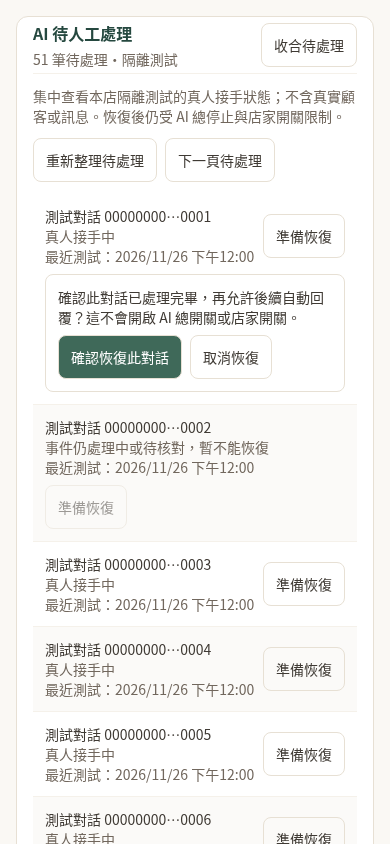 AI 待人工處理
51 筆待處理・隔離測試
收合待處理
集中查看本店隔離測試的真人接手狀態；不含真實顧
客或訊息。恢復後仍受 AI 總停止與店家開關限制。
重新整理待處理
下一頁待處理
測試對話 00000000…0001
真人接手中
最近測試：2026/11/26 下午12:00
準備恢復
確認此對話已處理完畢，再允許後續自動回
覆？這不會開啟 AI 總開關或店家開關。
確認恢復此對話
取消恢復
測試對話 00000000…0002
事件仍處理中或待核對，暫不能恢復
最近測試：2026/11/26 下午12:00
準備恢復
測試對話 00000000…0003
真人接手中
最近測試：2026/11/26 下午12:00
準備恢復
測試對話 00000000…0004
真人接手中
最近測試：2026/11/26 下午12:00
準備恢復
測試對話 00000000…0005
真人接手中
最近測試：2026/11/26 下午12:00
準備恢復
測試對話 00000000…0006
真人接手中
準備恢復